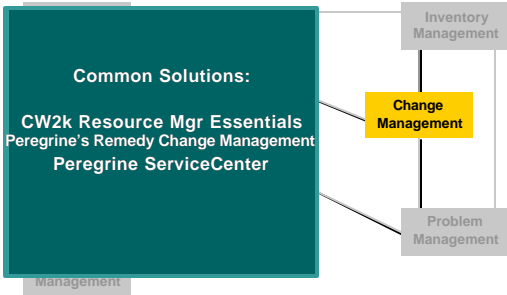 Inventory
Management
Common Solutions:
CW2k Resource Mgr Essentials
Peregrine's Remedy Change Management
Peregrine ServiceCenter
Change
Management
Problem
Management
Management